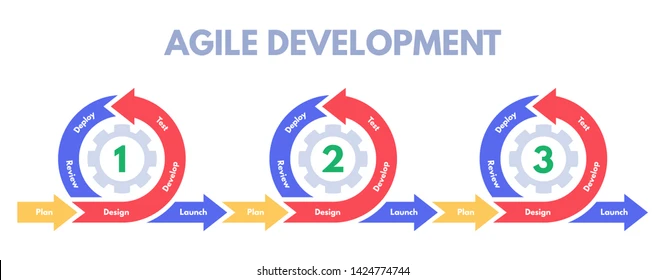 AGILE DEVELOPMENT
Deploy
Test
Review
1
Develop
Plan
Design
Launch
Deploy
Test
Review
2
Develop
Plan
Design
Launch
Deploy
Test
Review
3
Develop
Plan
Design
Launch
shutterstock.com · 1424774744